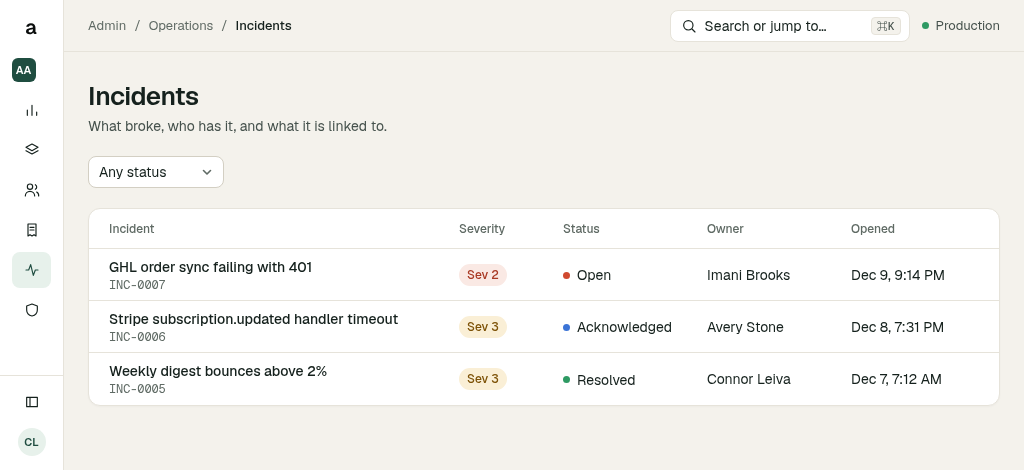 a
Admin / Operations / Incidents
Search or jump to… ⌘K
Production
AA
Incidents
What broke, who has it, and what it is linked to.
Any status
Incident Severity Status Owner Opened
GHL order sync failing with 401
INC-0007
Sev 2 Open Imani Brooks Dec 9, 9:14 PM
Stripe subscription.updated handler timeout
INC-0006
Sev 3 Acknowledged Avery Stone Dec 8, 7:31 PM
Weekly digest bounces above 2%
INC-0005
Sev 3 Resolved Connor Leiva Dec 7, 7:12 AM
CL